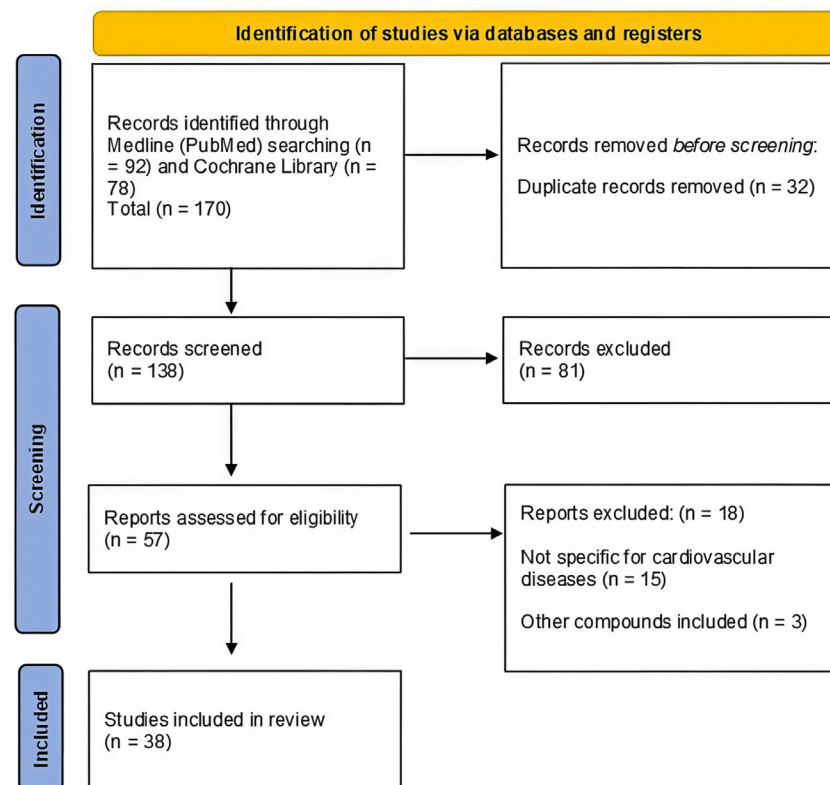 Identification of studies via databases and registers
Identification
Records identified through
Medline (PubMed) searching (n
= 92) and Cochrane Library (n =
78)
Total (n = 170)
Records removed before screening:
Duplicate records removed (n = 32)
Screening
Records screened
(n = 138)
Records excluded
(n = 81)
Reports assessed for eligibility
(n = 57)
Reports excluded: (n = 18)
Not specific for cardiovascular
diseases (n = 15)
Other compounds included (n = 3)
Included
Studies included in review
(n = 38)